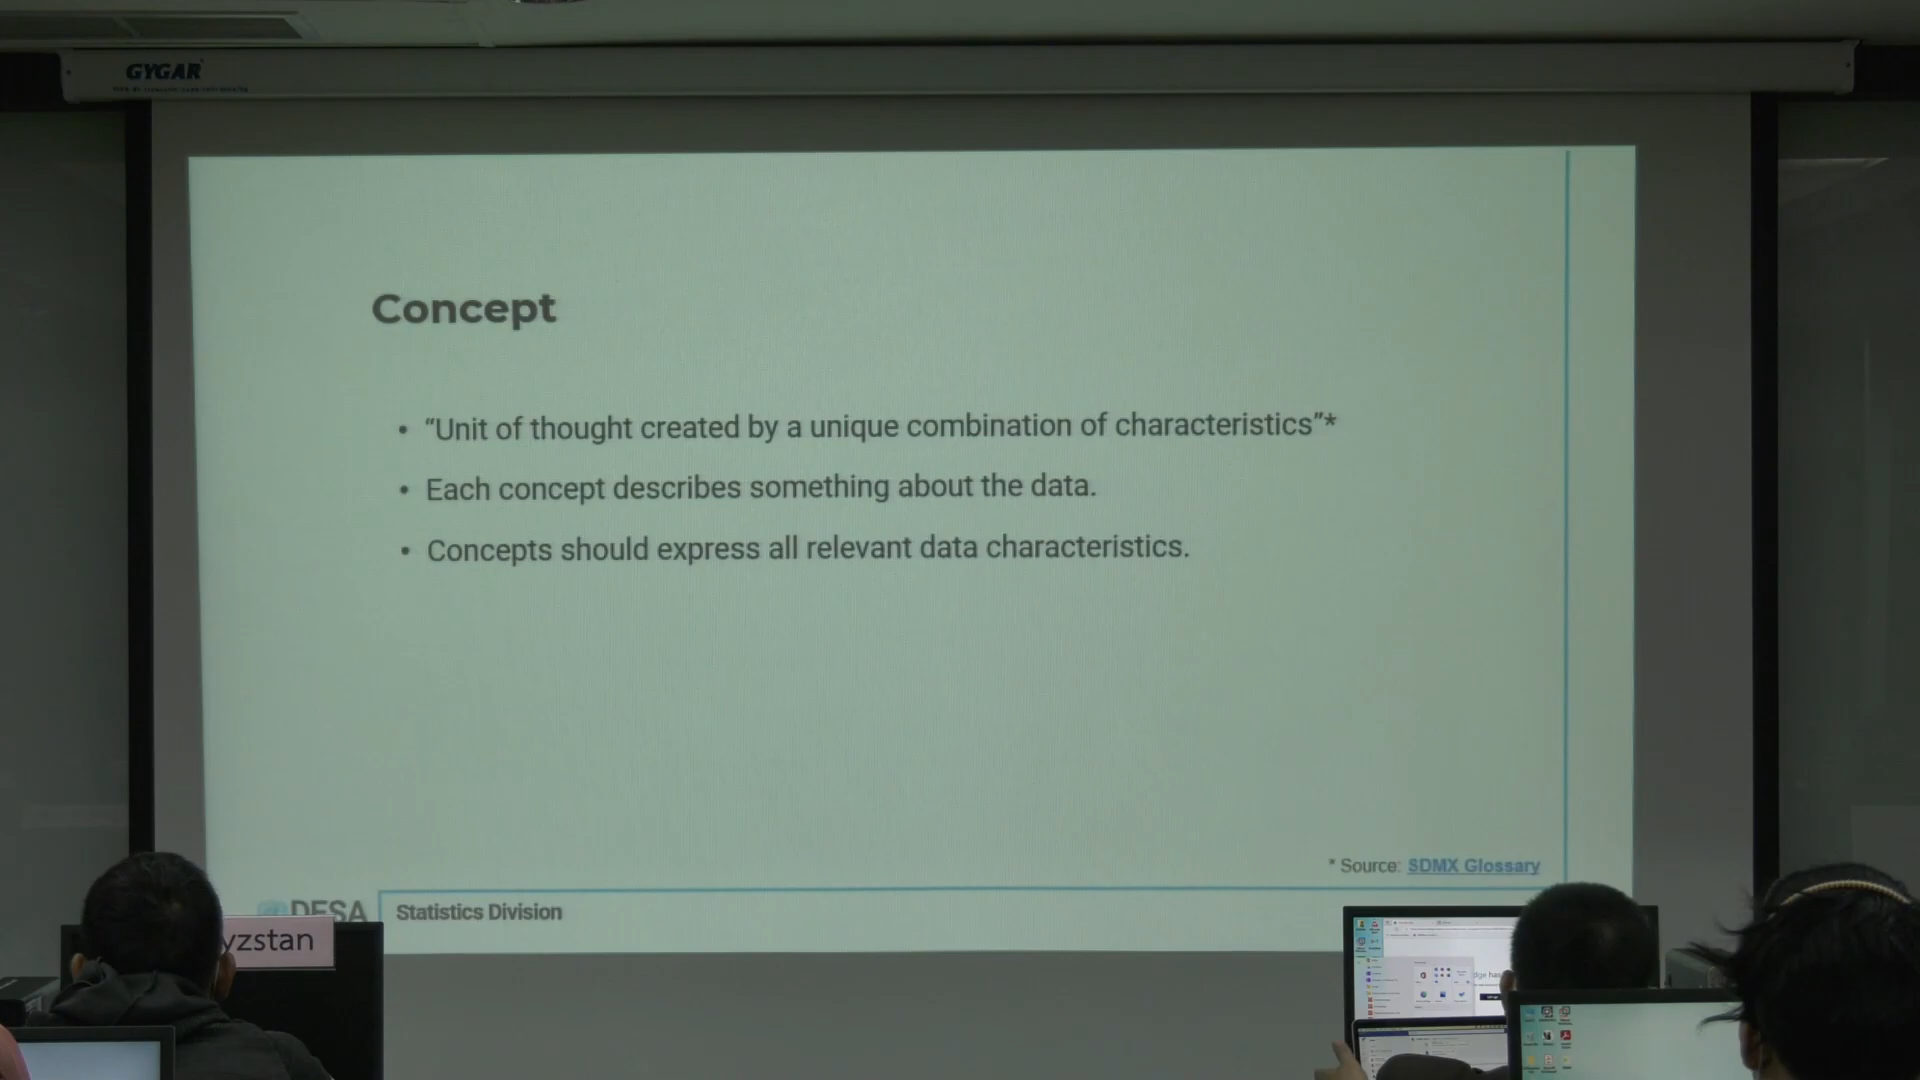 GYGAR
Concept
• “Unit of thought created by a unique combination of characteristics”*
• Each concept describes something about the data.
• Concepts should express all relevant data characteristics.
* Source: SDMX Glossary
DESA
Statistics Division
yzstan